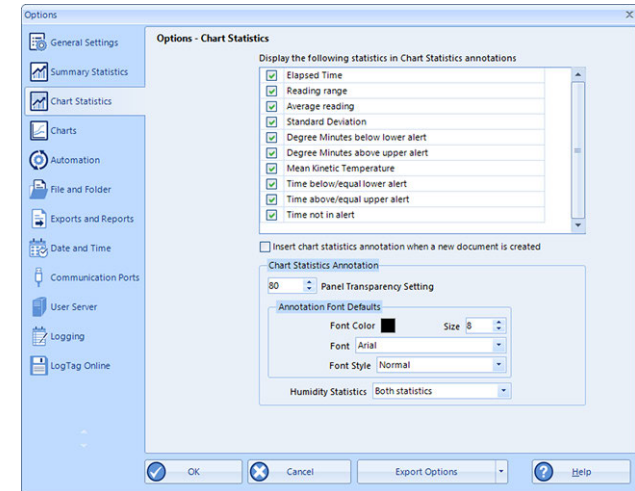 Options
General Settings
Summary Statistics
Chart Statistics
Charts
Automation
File and Folder
Exports and Reports
Date and Time
Communication Ports
User Server
Logging
LogTag Online
Options - Chart Statistics
Display the following statistics in Chart Statistics annotations
Elapsed Time
Reading range
Average reading
Standard Deviation
Degree Minutes below lower alert
Degree Minutes above upper alert
Mean Kinetic Temperature
Time below/equal lower alert
Time above/equal upper alert
Time not in alert
Insert chart statistics annotation when a new document is created
Chart Statistics Annotation
80 Panel Transparency Setting
Annotation Font Defaults
Font Color Size 8
Font Arial
Font Style Normal
Humidity Statistics Both statistics
OK Cancel Export Options Help